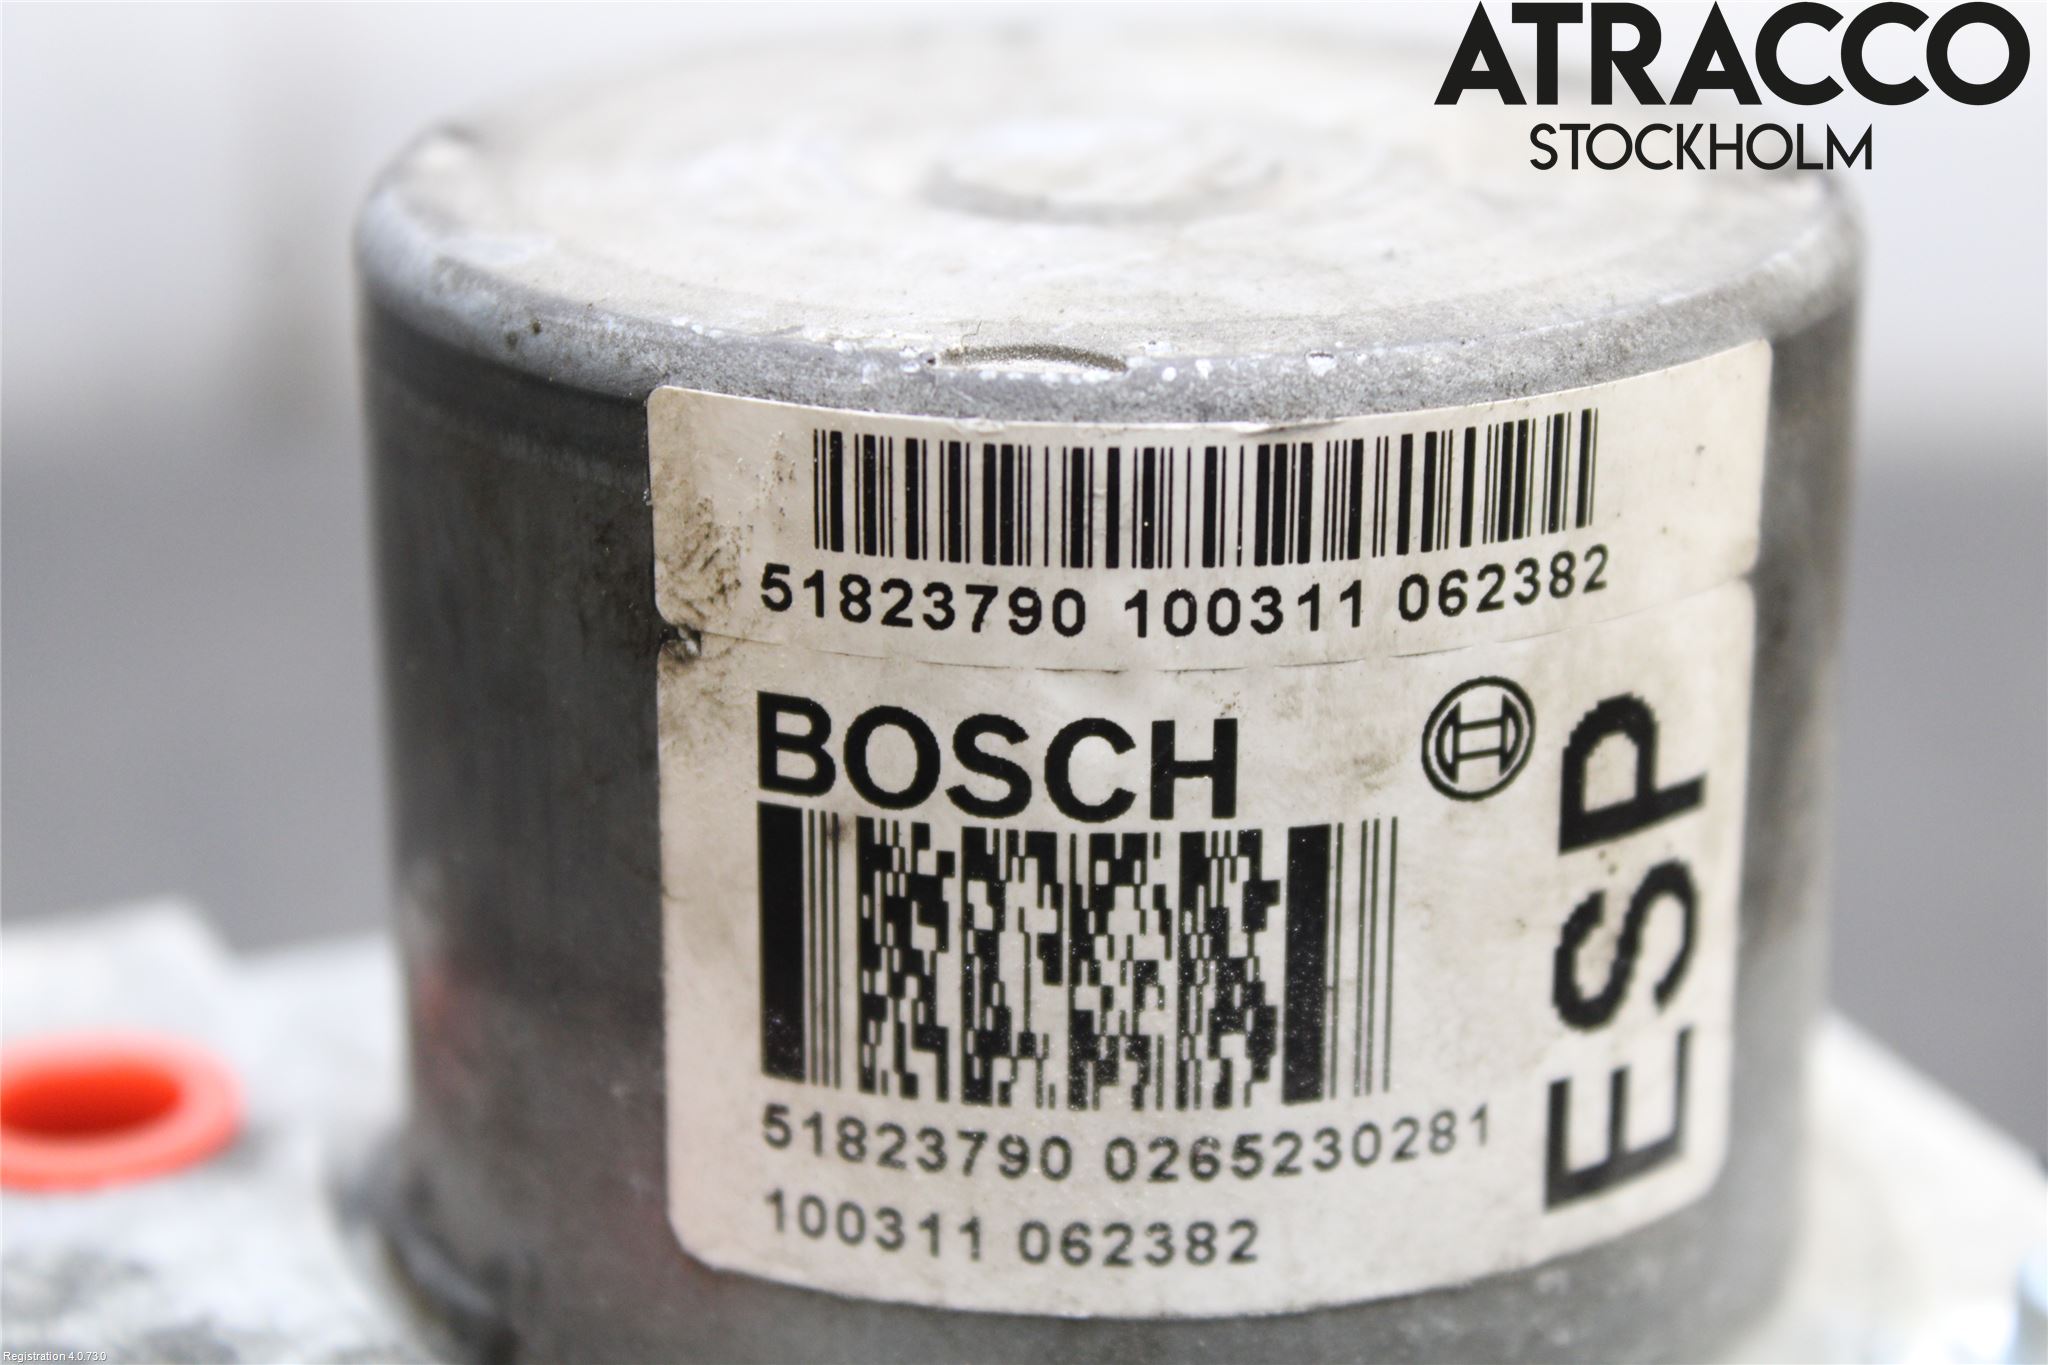 ATRACCO
STOCKHOLM
51823790 100311 062382
BOSCH
ESP
51823790 0265230281
100311 062382
Registration 4.0.73.0